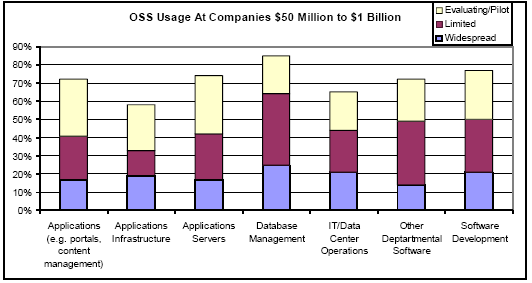 OSS Usage At Companies $50 Million to $1 Billion
Evaluating/Pilot
Limited
Widespread
90%
80%
70%
60%
50%
40%
30%
20%
10%
0%
Applications
(e.g. portals,
content
management)
Applications
Infrastructure
Applications
Servers
Database
Management
IT/Data
Center
Operations
Other
Deptartmental
Software
Software
Development